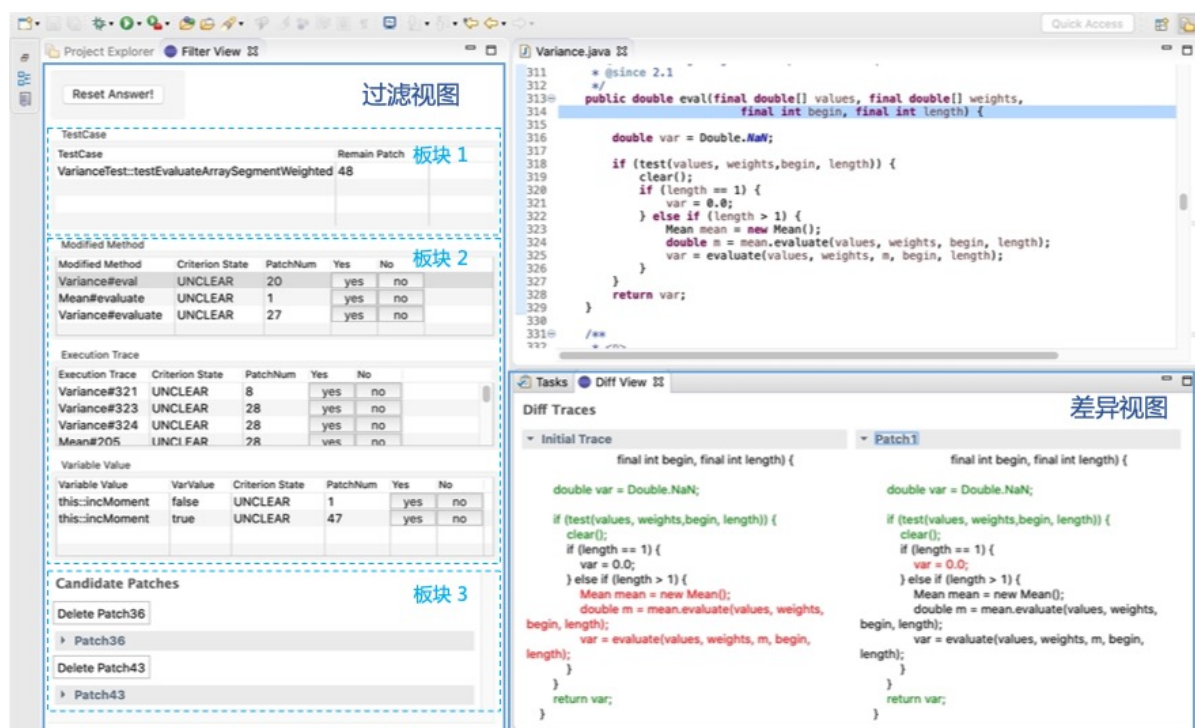 Quick Access
Project Explorer
Filter View
Reset Answer!
过滤视图
TestCase
板块 1
TestCase Remain Patch
VarianceTest::testEvaluateArraySegmentWeighted 48
Modified Method
板块 2
Modified Method Criterion State PatchNum Yes No
Variance#eval UNCLEAR 20 yes no
Mean#evaluate UNCLEAR 1 yes no
Variance#evaluate UNCLEAR 27 yes no
Execution Trace
Execution Trace Criterion State PatchNum Yes No
Variance#321 UNCLEAR 8 yes no
Variance#323 UNCLEAR 28 yes no
Variance#324 UNCLEAR 28 yes no
Mean#205 UNCLEAR 28 yes no
Variable Value
Variable Value VarValue Criterion State PatchNum Yes No
this::incMoment false UNCLEAR 1 yes no
this::incMoment true UNCLEAR 47 yes no
Candidate Patches
板块 3
Delete Patch36
Patch36
Delete Patch43
Patch43
Variance.java
311 * @since 2.1
312 */
313 public double eval(final double[] values, final double[] weights,
314 final int begin, final int length) {
315
316 double var = Double.NaN;
317
318 if (test(values, weights,begin, length)) {
319 clear();
320 if (length == 1) {
321 var = 0.0;
322 } else if (length > 1) {
323 Mean mean = new Mean();
324 double m = mean.evaluate(values, weights, begin, length);
325 var = evaluate(values, weights, m, begin, length);
326 }
327 }
328 return var;
329 }
330
331 /**
332 * <p>
Tasks
Diff View
差异视图
Diff Traces
Initial Trace
final int begin, final int length) {
double var = Double.NaN;
if (test(values, weights,begin, length)) {
clear();
if (length == 1) {
var = 0.0;
} else if (length > 1) {
Mean mean = new Mean();
double m = mean.evaluate(values, weights,
begin, length);
var = evaluate(values, weights, m, begin,
length);
}
}
return var;
}
Patch1
final int begin, final int length) {
double var = Double.NaN;
if (test(values, weights,begin, length)) {
clear();
if (length == 1) {
var = 0.0;
} else if (length > 1) {
Mean mean = new Mean();
double m = mean.evaluate(values, weights,
begin, length);
var = evaluate(values, weights, m, begin,
length);
}
}
return var;
}